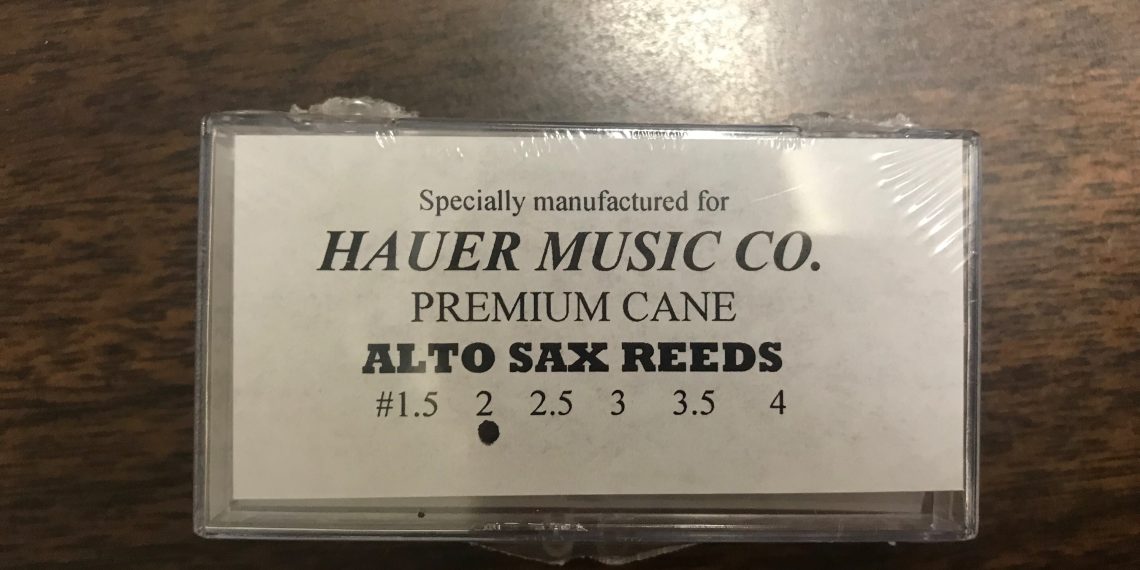 Specially manufactured for
HAUER MUSIC CO.
PREMIUM CANE
ALTO SAX REEDS
#1.5 2 2.5 3 3.5 4